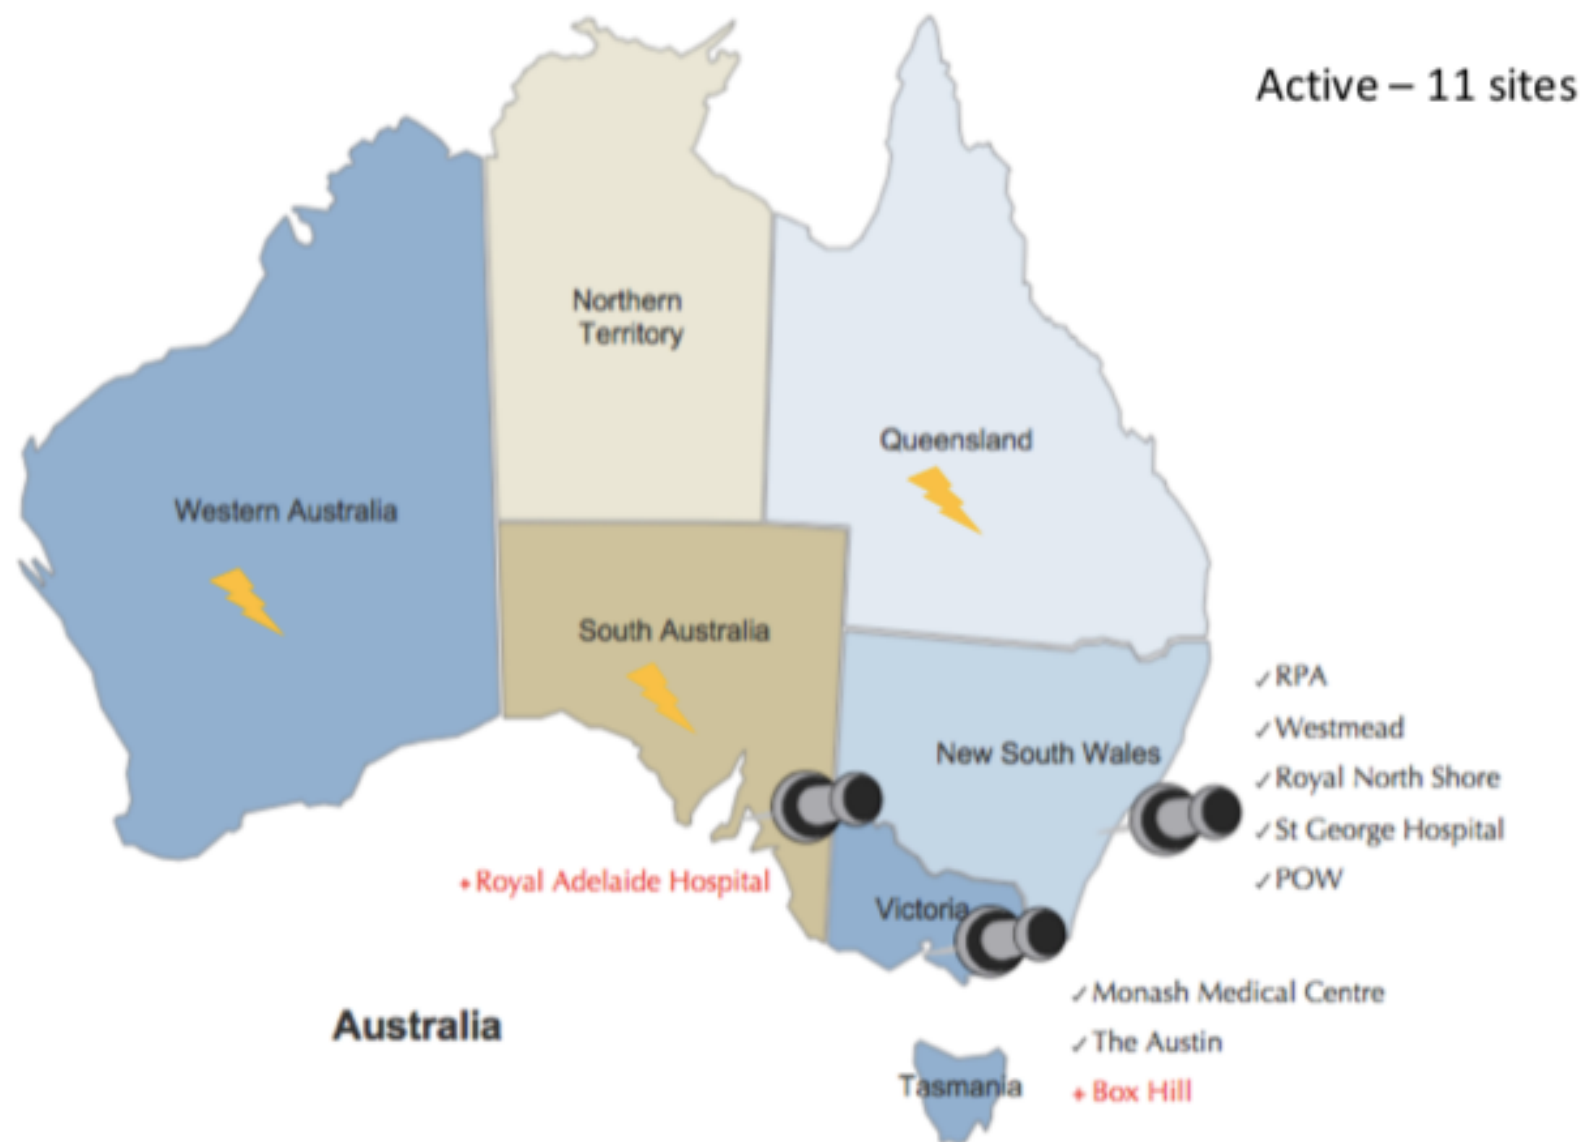 Active – 11 sites
Northern
Territory
Queensland
Western Australia
South Australia
✓RPA
✓Westmead
New South Wales
✓Royal North Shore
✓St George Hospital
✓POW
+Royal Adelaide Hospital
Victoria
✓Monash Medical Centre
Australia
✓The Austin
Tasmania
+Box Hill